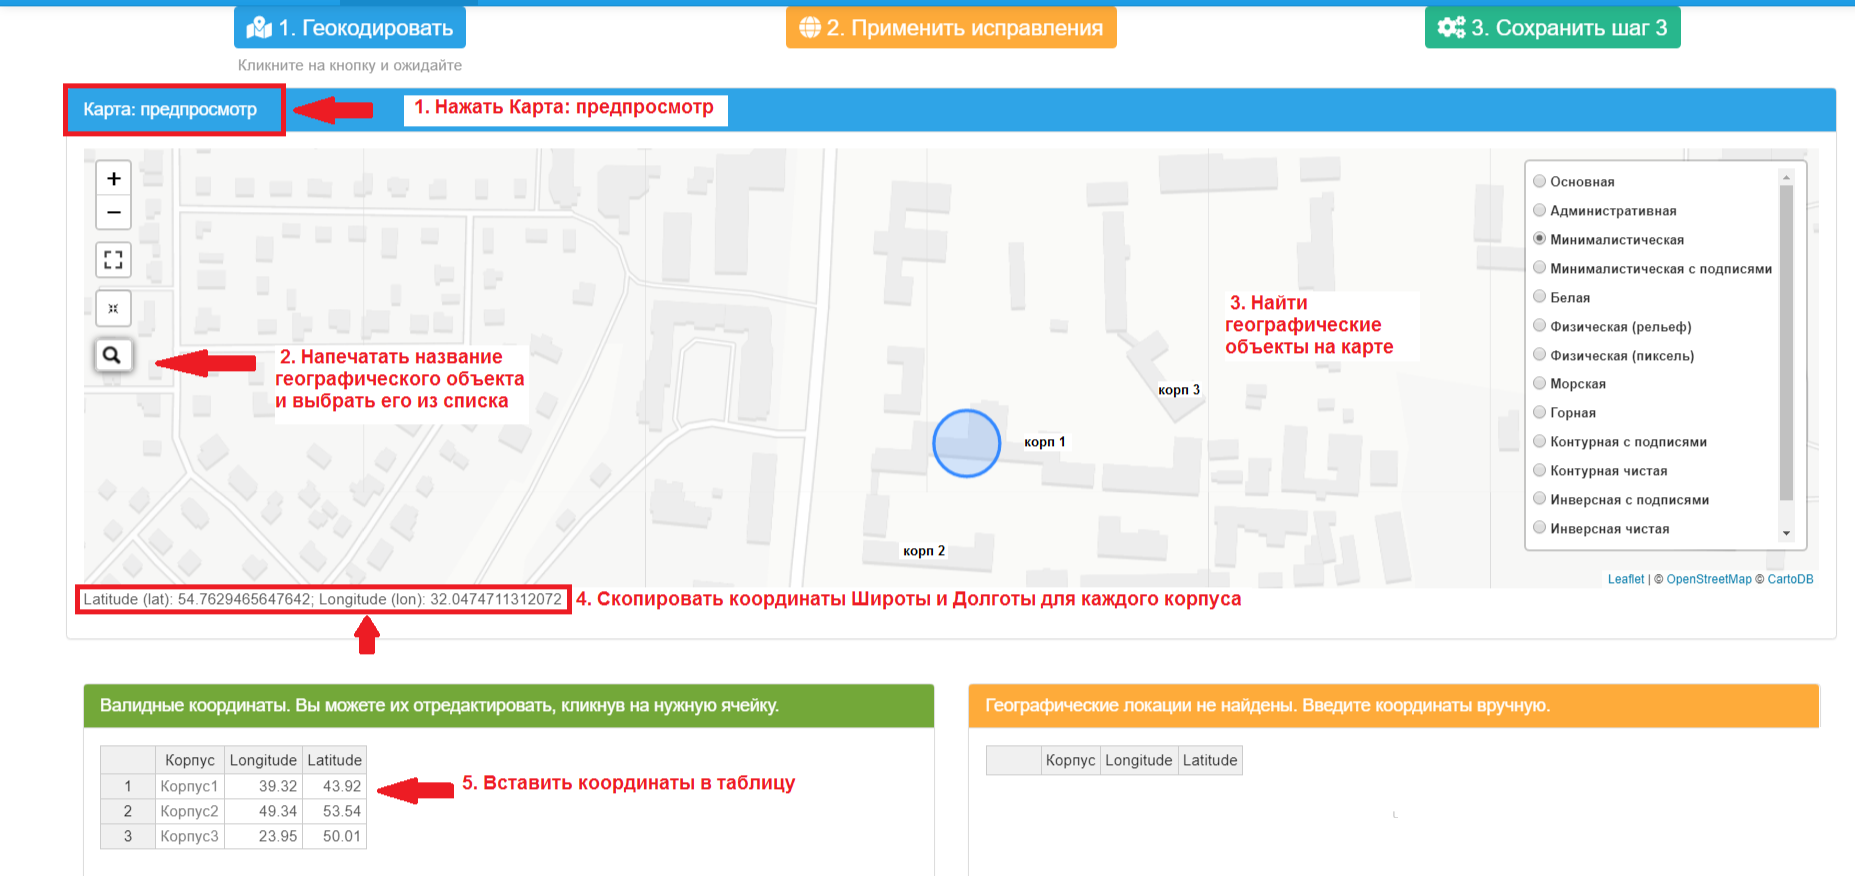 1. Геокодировать
2. Применить исправления
3. Сохранить шаг 3
Кликните на кнопку и ожидайте
Карта: предпросмотр
1. Нажать Карта: предпросмотр
+
−
2. Напечатать название
географического объекта
и выбрать его из списка
3. Найти
географические
объекты на карте
корп 3
корп 1
корп 2
Основная
Административная
Минималистическая
Минималистическая с подписями
Белая
Физическая (рельеф)
Физическая (пиксель)
Морская
Горная
Контурная с подписями
Контурная чистая
Инверсная с подписями
Инверсная чистая
Leaflet | © OpenStreetMap © CartoDB
Latitude (lat): 54.7629465647642; Longitude (lon): 32.0474711312072
4. Скопировать координаты Широты и Долготы для каждого корпуса
Валидные координаты. Вы можете их отредактировать, кликнув на нужную ячейку.
Корпус Longitude Latitude
1 Корпус1 39.32 43.92
2 Корпус2 49.34 53.54
3 Корпус3 23.95 50.01
5. Вставить координаты в таблицу
Географические локации не найдены. Введите координаты вручную.
Корпус Longitude Latitude